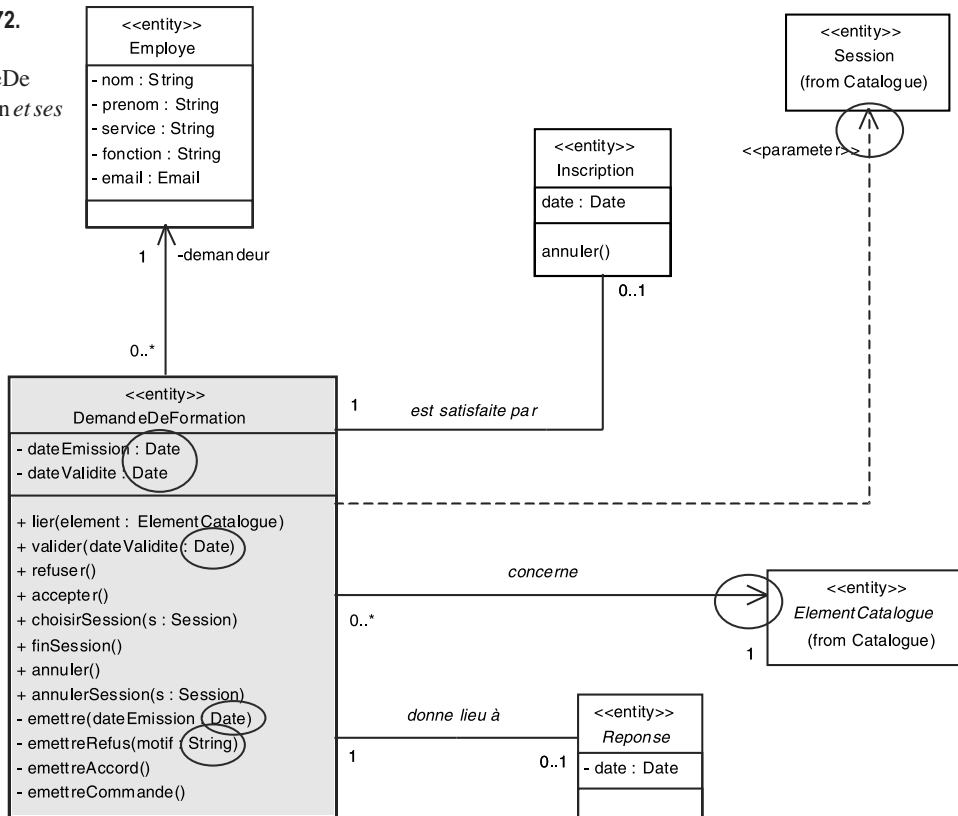 72.
De
n et ses
<<entity>>
Employe
- nom : String
- prenom : String
- service : String
- fonction : String
- email : Email
<<entity>>
Session
(from Catalogue)
<<parameter>>
<<entity>>
Inscription
date : Date
annuler()
1
-demandeur
0..1
0..*
<<entity>>
DemandeDeFormation
- dateEmission : Date
- dateValidite : Date
+ lier(element : ElementCatalogue)
+ valider(dateValidite : Date)
+ refuser()
+ accepter()
+ choisirSession(s : Session)
+ finSession()
+ annuler()
+ annulerSession(s : Session)
- emettre(dateEmission : Date)
- emettreRefus(motif : String)
- emettreAccord()
- emettreCommande()
1
est satisfaite par
concerne
0..*
1
<<entity>>
ElementCatalogue
(from Catalogue)
donne lieu à
1
0..1
<<entity>>
Reponse
- date : Date